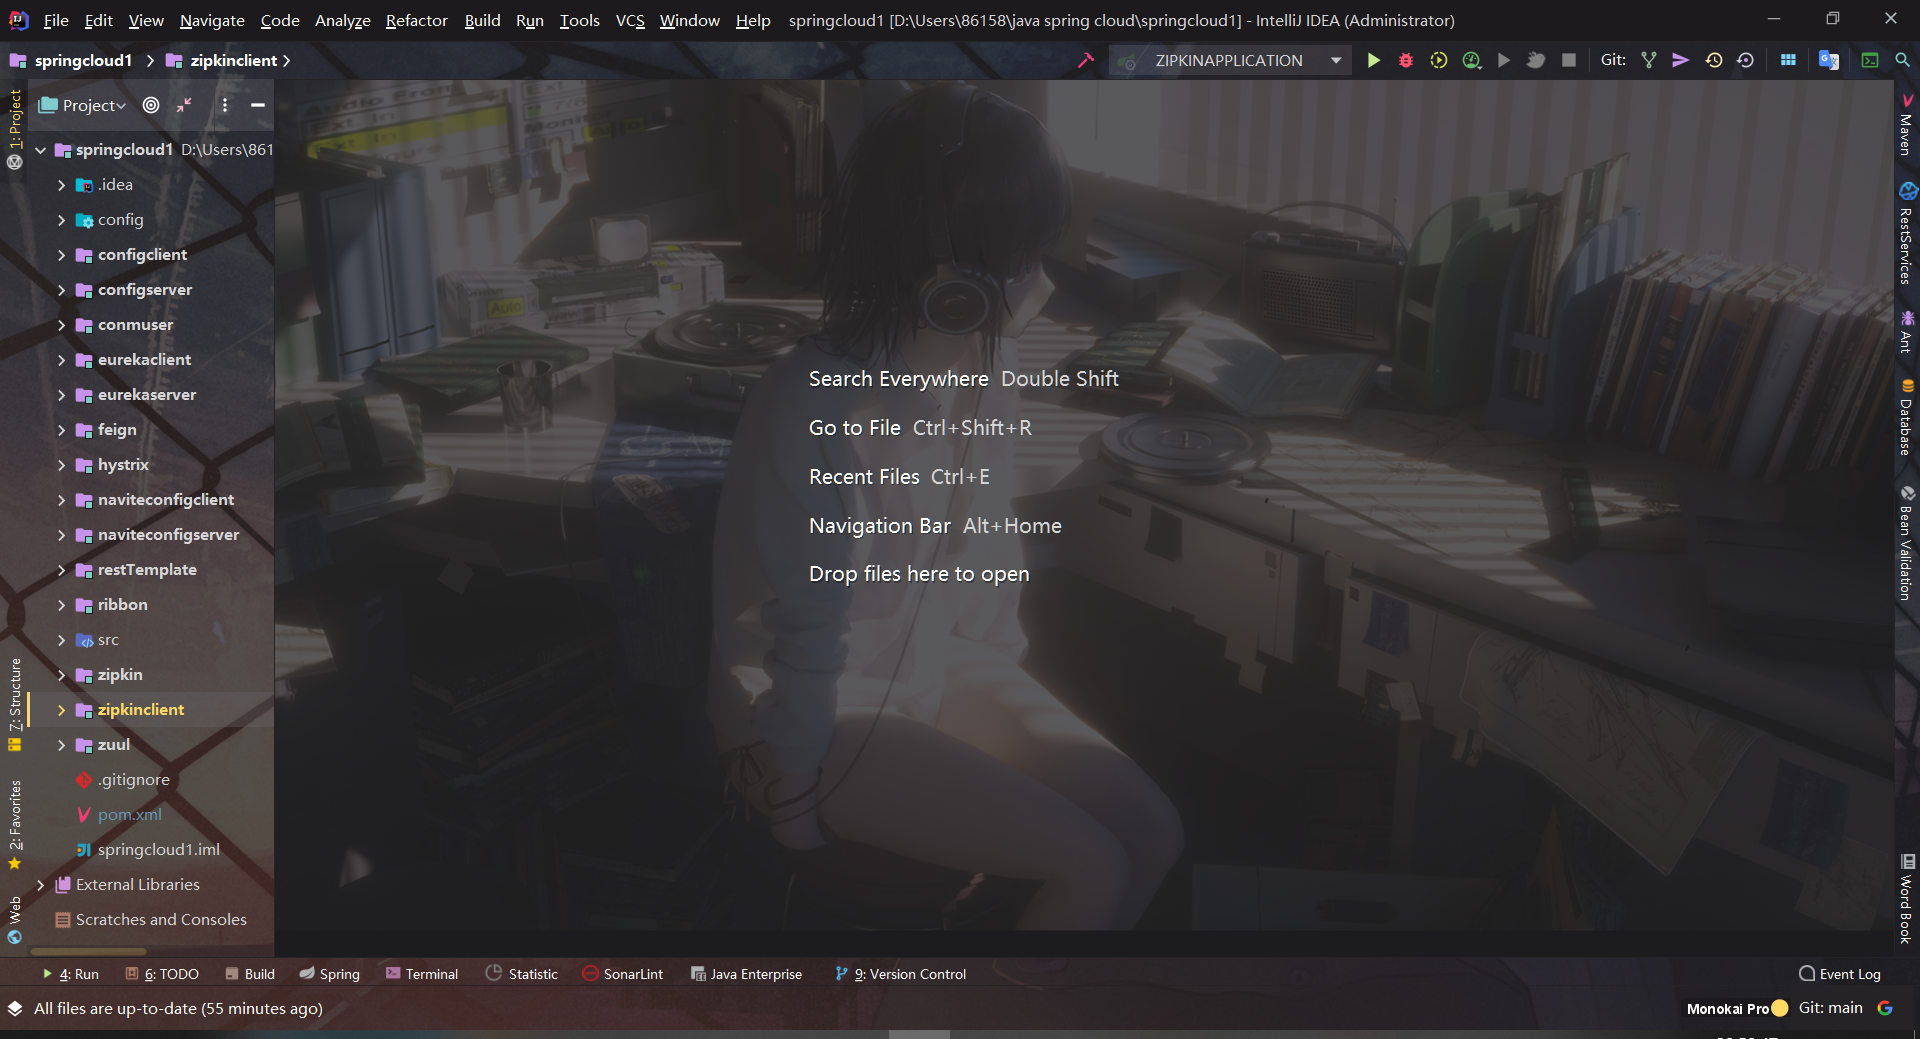 File Edit View Navigate Code Analyze Refactor Build Run Tools VCS Window Help springcloud1 [D:\Users\86158\java spring cloud\springcloud1] - IntelliJ IDEA (Administrator)
springcloud1 zipkinclient ZIPKINAPPLICATION Git:
Project
1: Project
springcloud1 D:\Users\861
.idea
config
configclient
configserver
conmuser
eurekaclient
eurekaserver
feign
hystrix
naviteconfigclient
naviteconfigserver
restTemplate
ribbon
src
zipkin
zipkinclient
zuul
.gitignore
pom.xml
springcloud1.iml
External Libraries
Scratches and Consoles
7: Structure
2: Favorites
Web
Audio From
Ext In
Auto
Search Everywhere Double Shift
Go to File Ctrl+Shift+R
Recent Files Ctrl+E
Navigation Bar Alt+Home
Drop files here to open
Maven
RestServices
Ant
Database
Bean Validation
Word Book
4: Run 6: TODO Build Spring Terminal Statistic SonarLint Java Enterprise 9: Version Control Event Log
All files are up-to-date (55 minutes ago) Monokai Pro Git: main